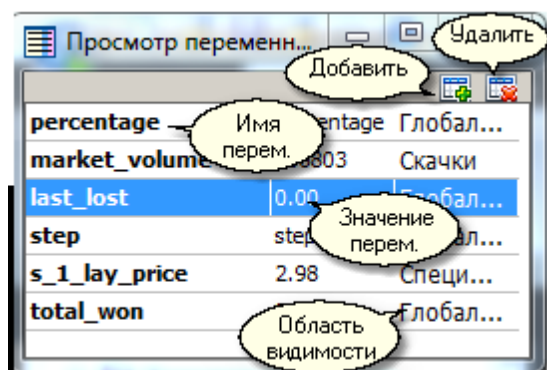 Просмотр переменн...
Удалить
Добавить
percentage Имя перем. entage Глобал...
market_volume 803 Скачки
last_lost 0.00 Глобал...
step step Значение перем. ал...
s_1_lay_price 2.98 Специ...
total_won Глобал...
Область
видимости